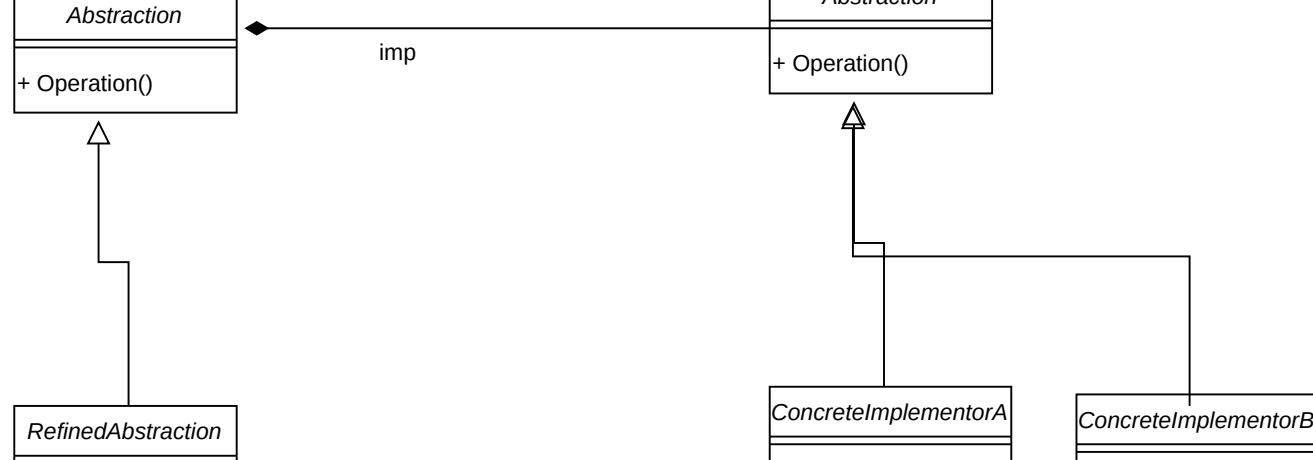 Abstraction
Abstraction
imp
+ Operation()
+ Operation()
RefinedAbstraction
ConcreteImplementorA
ConcreteImplementorB